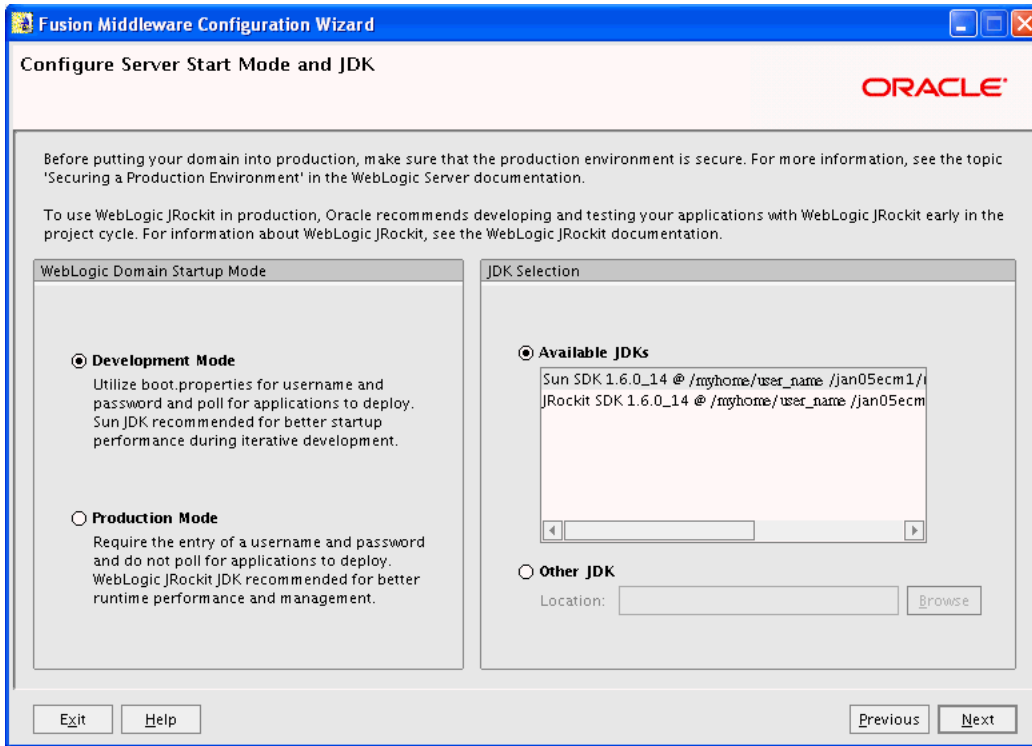 Fusion Middleware Configuration Wizard
Configure Server Start Mode and JDK
ORACLE
Before putting your domain into production, make sure that the production environment is secure. For more information, see the topic
'Securing a Production Environment' in the WebLogic Server documentation.
To use WebLogic JRockit in production, Oracle recommends developing and testing your applications with WebLogic JRockit early in the
project cycle. For information about WebLogic JRockit, see the WebLogic JRockit documentation.
WebLogic Domain Startup Mode
Development Mode
Utilize boot.properties for username and
password and poll for applications to deploy.
Sun JDK recommended for better startup
performance during iterative development.
Production Mode
Require the entry of a username and password
and do not poll for applications to deploy.
WebLogic JRockit JDK recommended for better
runtime performance and management.
JDK Selection
Available JDKs
Sun SDK 1.6.0_14 @ /myhome/user_name /jan05ecm1/
JRockit SDK 1.6.0_14 @ /myhome/user_name /jan05ecm
Other JDK
Location:
Browse
Exit
Help
Previous
Next